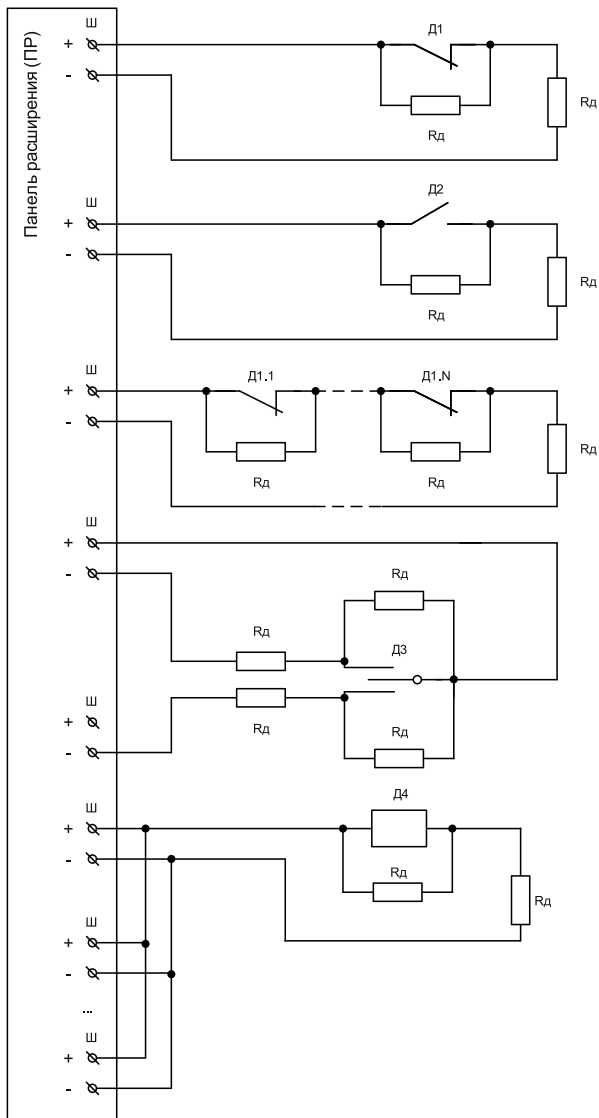 Панель расширения (ПР)
Ш
+
-
Д1
Rд
Rд
Ш
+
-
Д2
Rд
Rд
Ш
+
-
Д1.1
Д1.N
Rд
Rд
Rд
Ш
+
-
Rд
Rд
Д3
Ш
+
-
Rд
Rд
Ш
+
-
Д4
Rд
Rд
Ш
+
-
...
Ш
+
-